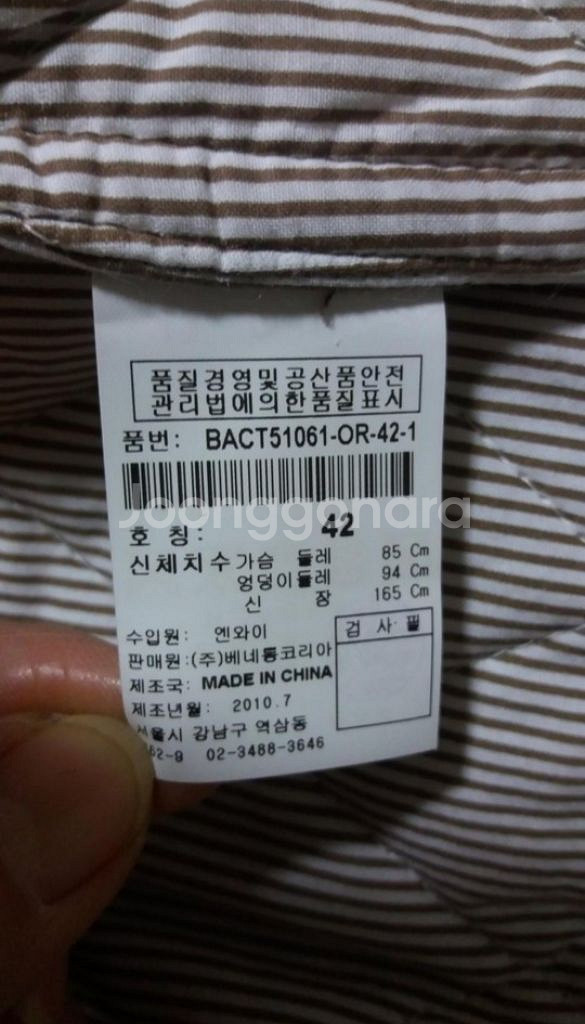 품질경영및공산품안전
관리법에의한품질표시
품번: BACT51061-OR-42-1
Joonggonara
호 칭: 42
신체치수 가슴 둘레 85 Cm
엉덩이둘레 94 Cm
신 장 165 Cm
검 사 필
수입원: 엔와이
판매원:(주)베네통코리아
제조국: MADE IN CHINA
제조년월: 2010.7
서울시 강남구 역삼동
62-9 02-3488-3646